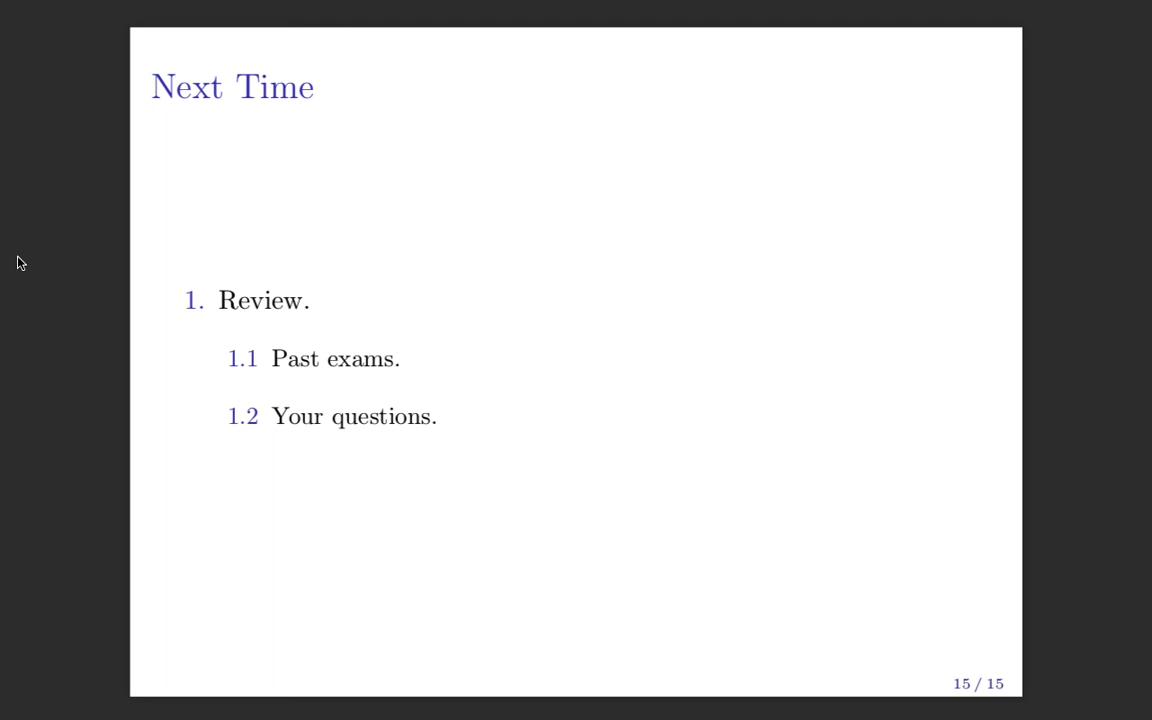 Next Time
1. Review.
1.1 Past exams.
1.2 Your questions.
15 / 15